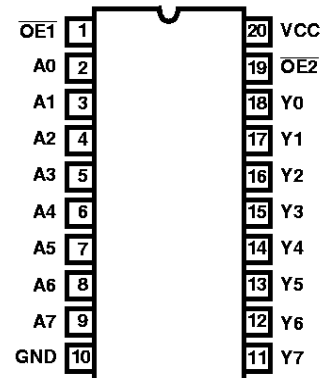 O̅E̅1̅ 1 20 VCC
A0 2 19 O̅E̅2̅
A1 3 18 Y0
A2 4 17 Y1
A3 5 16 Y2
A4 6 15 Y3
A5 7 14 Y4
A6 8 13 Y5
A7 9 12 Y6
GND 10 11 Y7